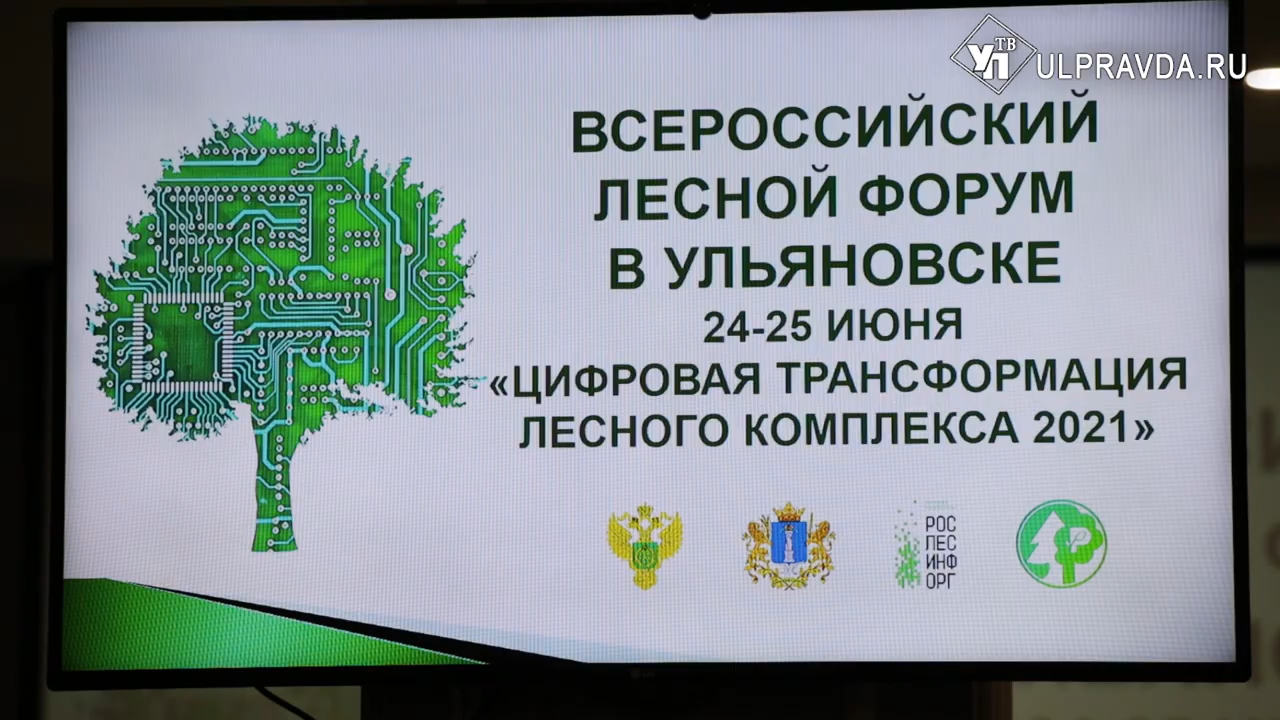 УП ТВ ULPRAVDA.RU
ВСЕРОССИЙСКИЙ
ЛЕСНОЙ ФОРУМ
В УЛЬЯНОВСКЕ
24-25 ИЮНЯ
«ЦИФРОВАЯ ТРАНСФОРМАЦИЯ
ЛЕСНОГО КОМПЛЕКСА 2021»
РОС
ЛЕС
ИНФ
ОРГ
Р